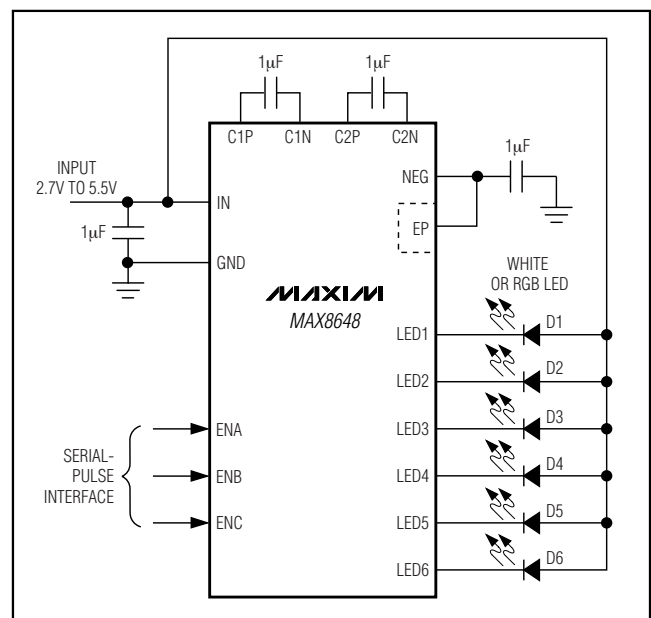 1µF
1µF
C1P
C1N
C2P
C2N
1µF
INPUT
2.7V TO 5.5V
IN
NEG
EP
1µF
GND
MAXIM
MAX8648
WHITE
OR RGB LED
LED1
D1
LED2
D2
LED3
D3
LED4
D4
LED5
D5
LED6
D6
SERIAL-
PULSE
INTERFACE
ENA
ENB
ENC